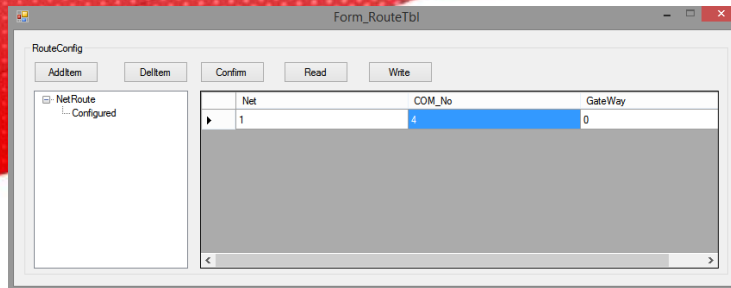 Form_RouteTbl
RouteConfig
AddItem DelItem Confirm Read Write
NetRoute
Configured
Net COM_No GateWay
1 4 0